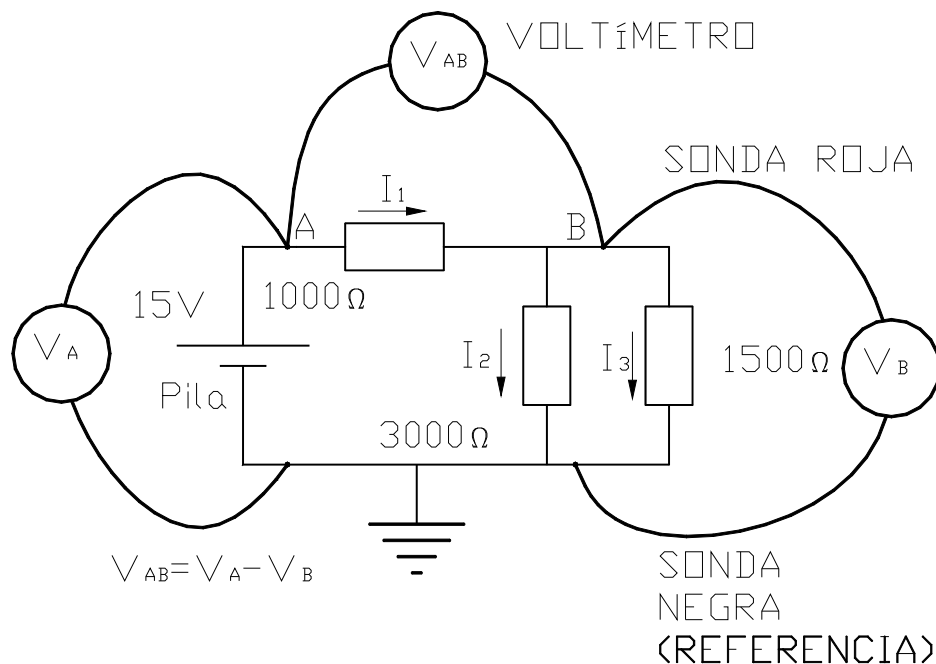 VAB
VOLTíMETRO
SONDA ROJA
I1
A
B
15V
1000Ω
VA
I2
I3
1500Ω
VB
Pila
3000Ω
VAB=VA-VB
SONDA
NEGRA
(REFERENCIA)